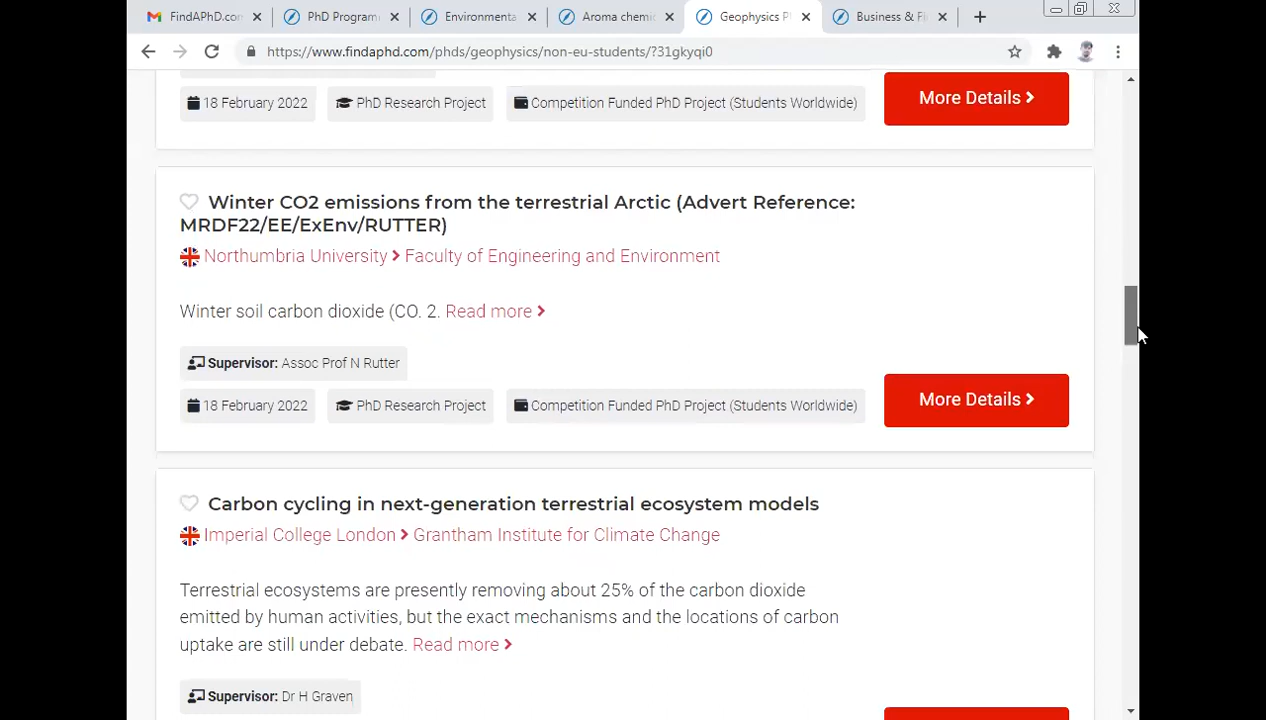 FindAPhD.co
PhD Program
Environmenta
Aroma chemic
Geophysics P
Business & Fi
https://www.findaphd.com/phds/geophysics/non-eu-students/?31gkyqi0
18 February 2022
PhD Research Project
Competition Funded PhD Project (Students Worldwide)
More Details
Winter CO2 emissions from the terrestrial Arctic (Advert Reference:
MRDF22/EE/ExEnv/RUTTER)
Northumbria University > Faculty of Engineering and Environment
Winter soil carbon dioxide (CO. 2. Read more >
Supervisor: Assoc Prof N Rutter
18 February 2022
PhD Research Project
Competition Funded PhD Project (Students Worldwide)
More Details >
Carbon cycling in next-generation terrestrial ecosystem models
Imperial College London > Grantham Institute for Climate Change
Terrestrial ecosystems are presently removing about 25% of the carbon dioxide
emitted by human activities, but the exact mechanisms and the locations of carbon
uptake are still under debate. Read more >
Supervisor: Dr H Graven